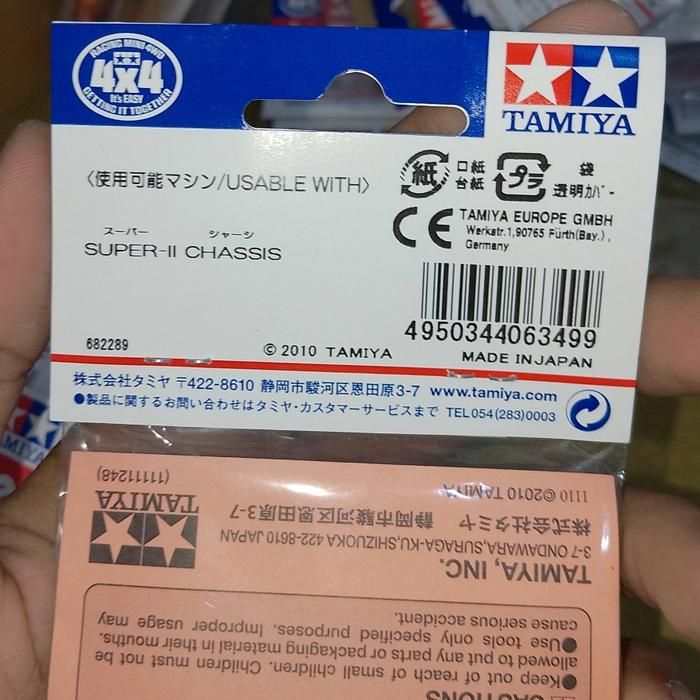 RACING MINI 4WD
4x4
It's EASY
GETTING IT TOGETHER
TAMIYA
〈使用可能マシン/USABLE WITH〉
紙
口紙
台紙
プラ
袋
透明カバー
スーパー シャーシ
SUPER-II CHASSIS
CE
TAMIYA EUROPE GMBH
Werkstr.1,90765 Fürth(Bay.),
Germany
4950344063499
682289
© 2010 TAMIYA
MADE IN JAPAN
株式会社タミヤ 〒422-8610 静岡市駿河区恩田原3-7 www.tamiya.com
●製品に関するお問い合わせはタミヤ・カスタマーサービスまで TEL054(283)0003
CAUTIONS
●Keep out of reach of small children. Children must not be
allowed to put any parts or packaging material in their mouths.
●Use tools only for specified purposes. Improper usage may
cause serious accident.
TAMIYA, INC.
3-7 ONDAWARA,SURAGA-KU,SHIZUOKA 422-8610 JAPAN
株式会社タミヤ 静岡市駿河区恩田原3-7
1110 ©2010 TAMIYA
TAMIYA
(11111248)
TAMIYA